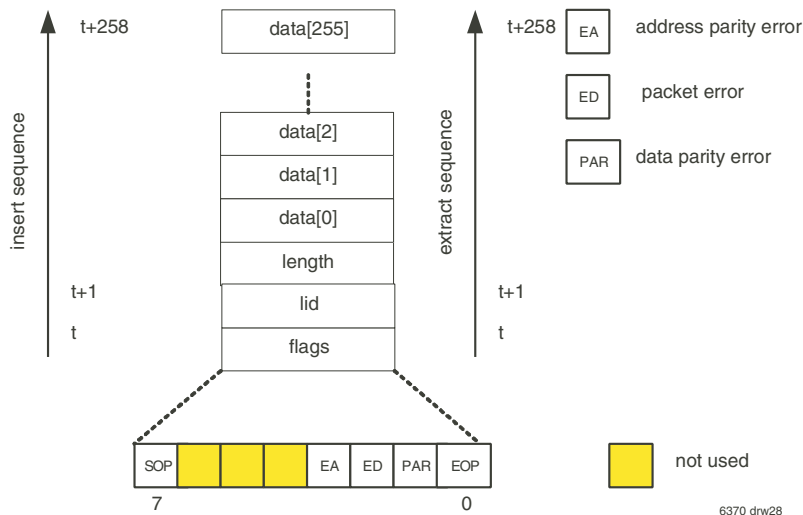 t+258
data[255]
t+258
EA
address parity error
ED
packet error
PAR
data parity error
insert sequence
extract sequence
data[2]
data[1]
data[0]
length
t+1
lid
t+1
t
flags
t
SOP
EA
ED
PAR
EOP
not used
7
0
6370 drw28